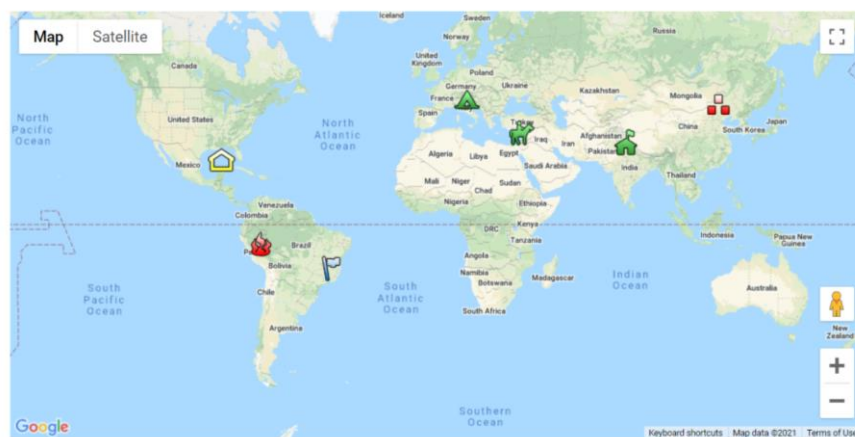 Map
Satellite
Iceland
Sweden
Norway
Russia
Canada
United
Kingdom
Poland
Germany
Ukraine
France
Kazakhstan
Mongolia
Spain
North
Pacific
Ocean
United States
North
Atlantic
Ocean
Afghanistan
China
South Korea
Japan
Iraq
Iran
Pakistan
Mexico
Algeria
Libya
Egypt
Saudi Arabia
India
Thailand
Mali
Niger
Chad
Sudan
Venezuela
Nigeria
Ethiopia
Colombia
Kenya
DRC
Indonesia
Papua New
Guinea
Tanzania
Brazil
Bolivia
Angola
Namibia
Botswana
Madagascar
Indian
Ocean
South
Pacific
Ocean
South
Atlantic
Ocean
Chile
Australia
South Africa
Argentina
New
Zealand
Southern
Ocean
Google
Keyboard shortcuts
Map data ©2021
Terms of Use